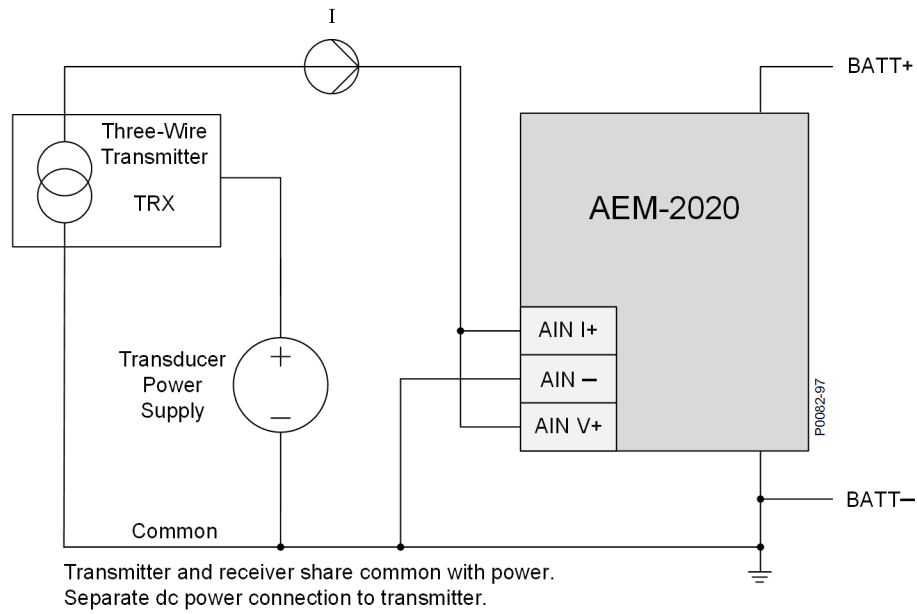 I
BATT+
Three-Wire
Transmitter
TRX
AEM-2020
AIN I+
AIN –
AIN V+
Transducer
Power
Supply
+
–
P0082-97
BATT–
Common
Transmitter and receiver share common with power.
Separate dc power connection to transmitter.